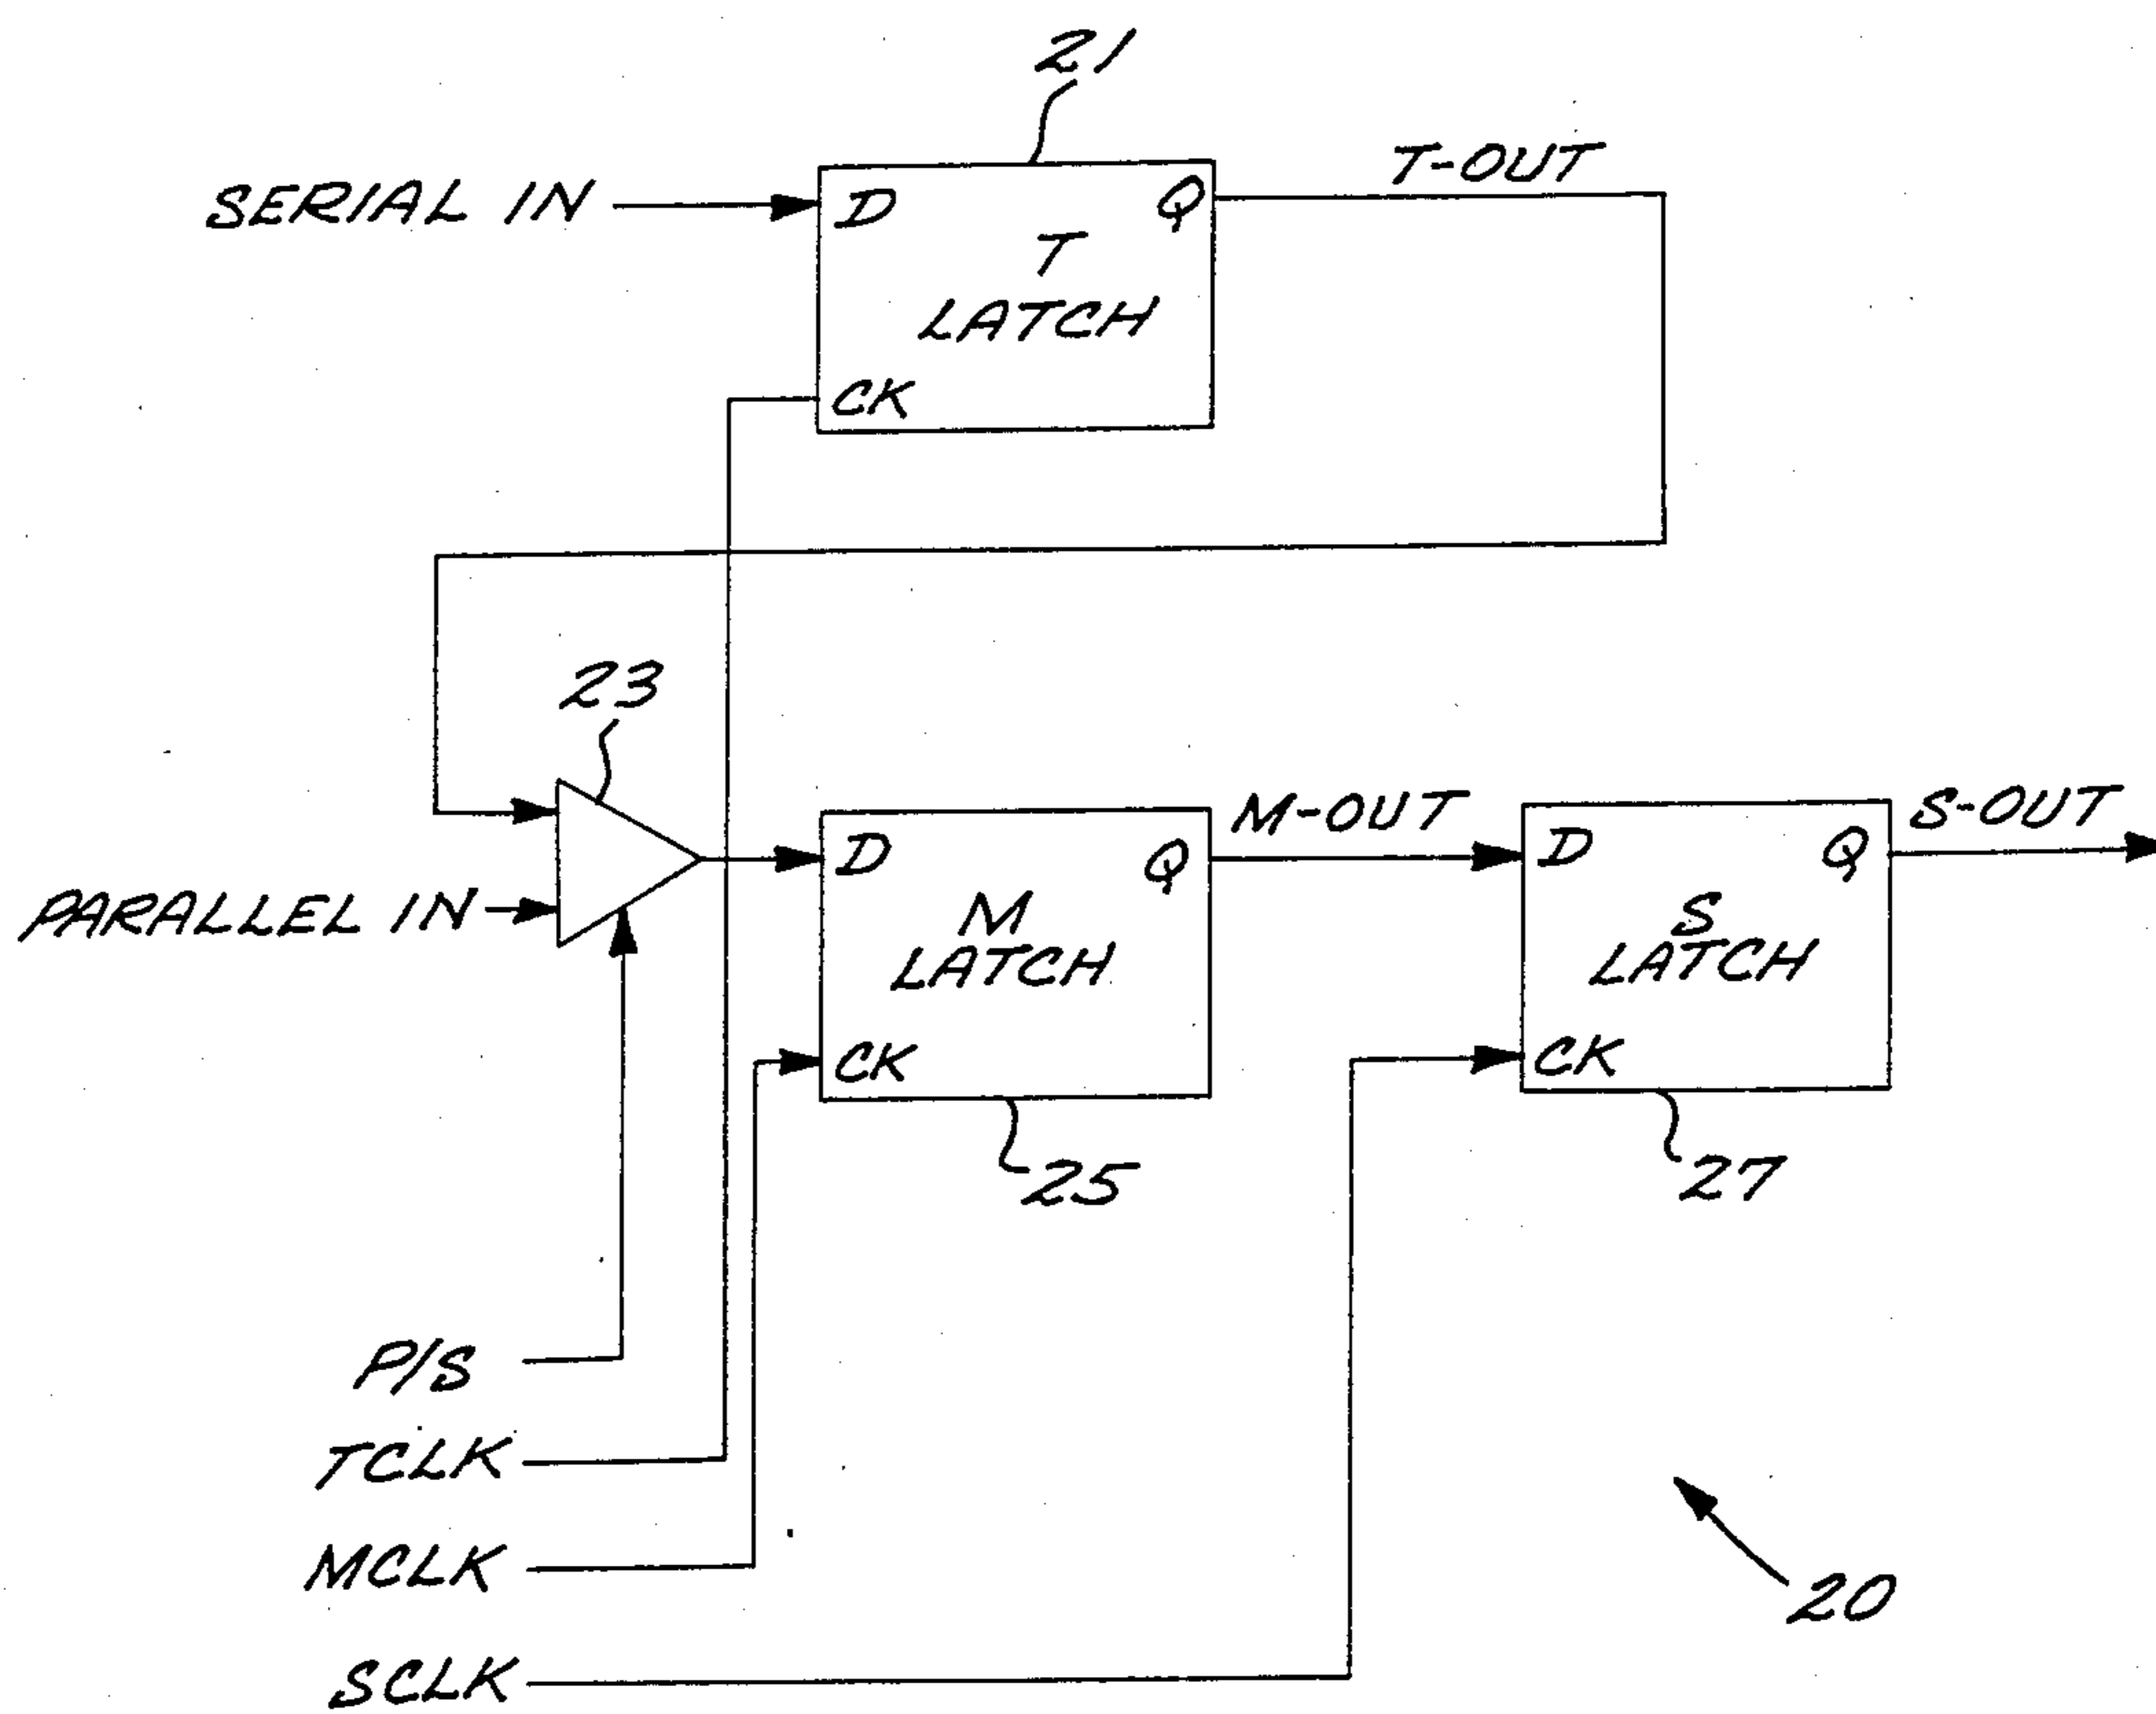 21
SERIAL IN
D
Q
T-OUT
T
LATCH
CK
23
PARALLEL IN
D
Q
M
LATCH
CK
25
M-OUT
D
Q
S
LATCH
CK
27
S-OUT
P/S
TCLK
MCLK
SCLK
20